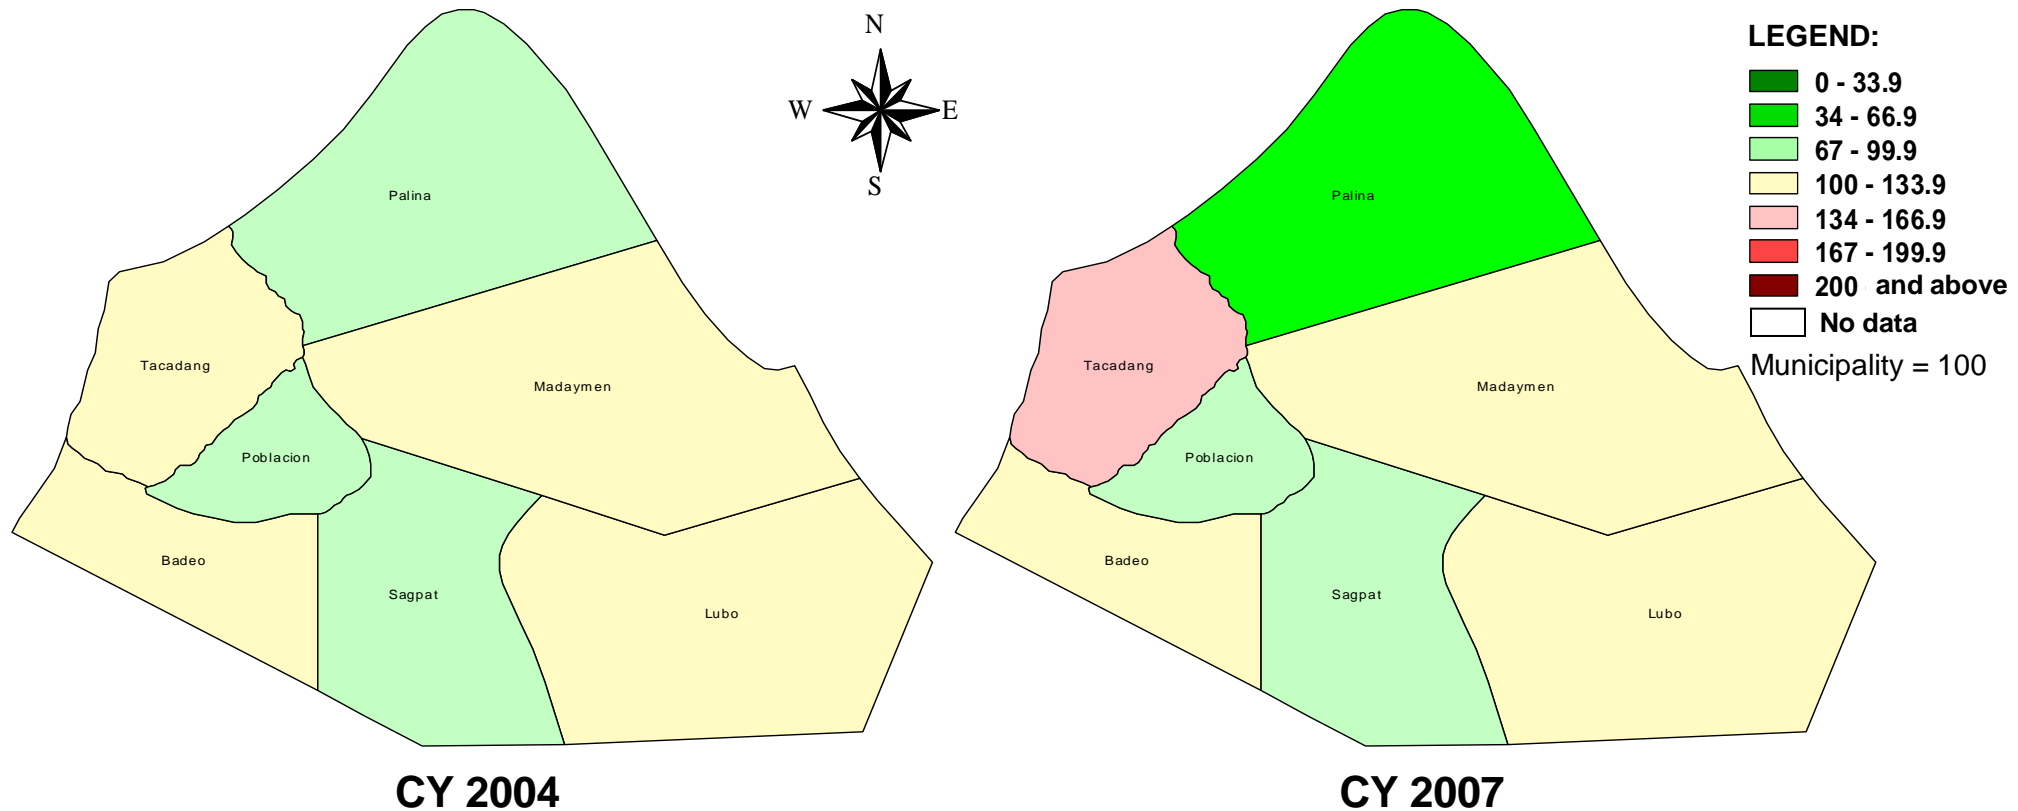 N
W
E
S
LEGEND:
0 - 33.9
34 - 66.9
67 - 99.9
100 - 133.9
134 - 166.9
167 - 199.9
200 and above
No data
Municipality = 100
Palina
Tacadang
Madaymen
Poblacion
Badeo
Sagpat
Lubo
CY 2004
Palina
Tacadang
Madaymen
Poblacion
Badeo
Sagpat
Lubo
CY 2007